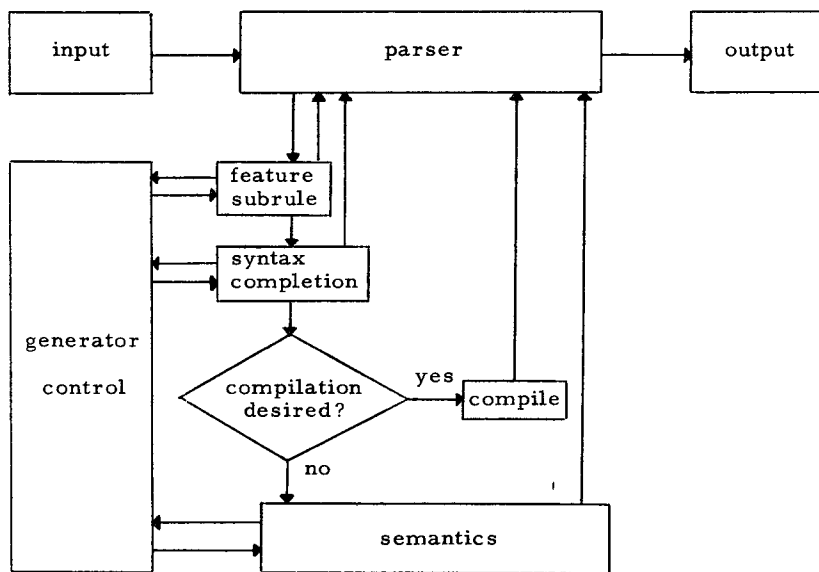 input
parser
output
feature
subrule
syntax
completion
generator
control
compilation
desired?
yes
compile
no
semantics